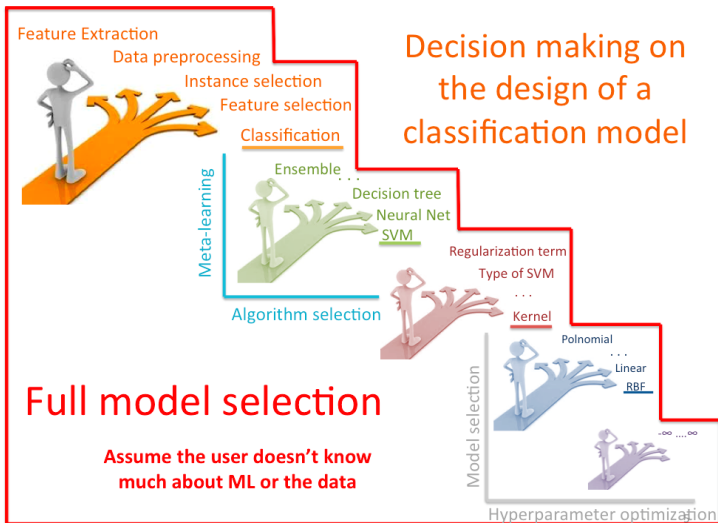 Feature Extraction
Data preprocessing
Instance selection
Feature selection
Classification
Decision making on
the design of a
classification model
Meta-learning
Algorithm selection
Ensemble
. . .
Decision tree
Neural Net
SVM
Regularization term
Type of SVM
. . .
Kernel
Polnomial
. . .
Linear
RBF
Model selection
-∞ ....∞
Hyperparameter optimization
Full model selection
Assume the user doesn't know
much about ML or the data